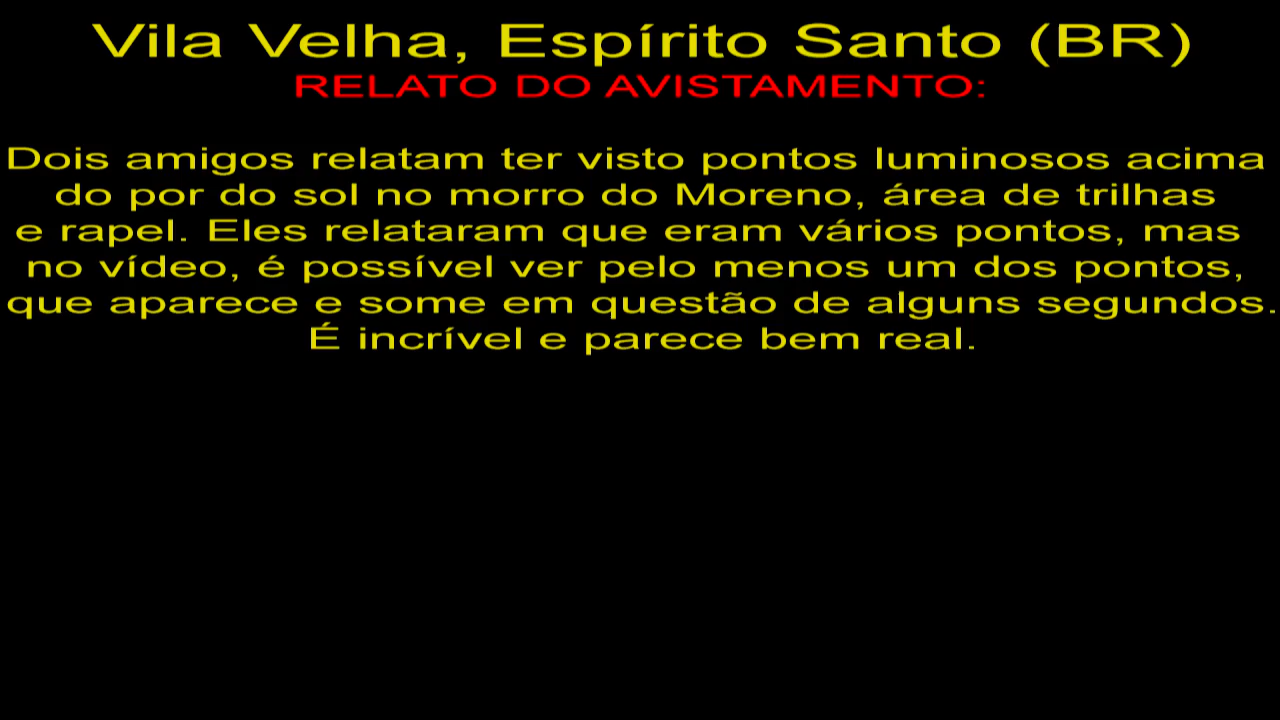 Vila Velha, Espírito Santo (BR)
RELATO DO AVISTAMENTO:
Dois amigos relatam ter visto pontos luminosos acima
do por do sol no morro do Moreno, área de trilhas
e rapel. Eles relataram que eram vários pontos, mas
no vídeo, é possível ver pelo menos um dos pontos,
que aparece e some em questão de alguns segundos.
É incrível e parece bem real.